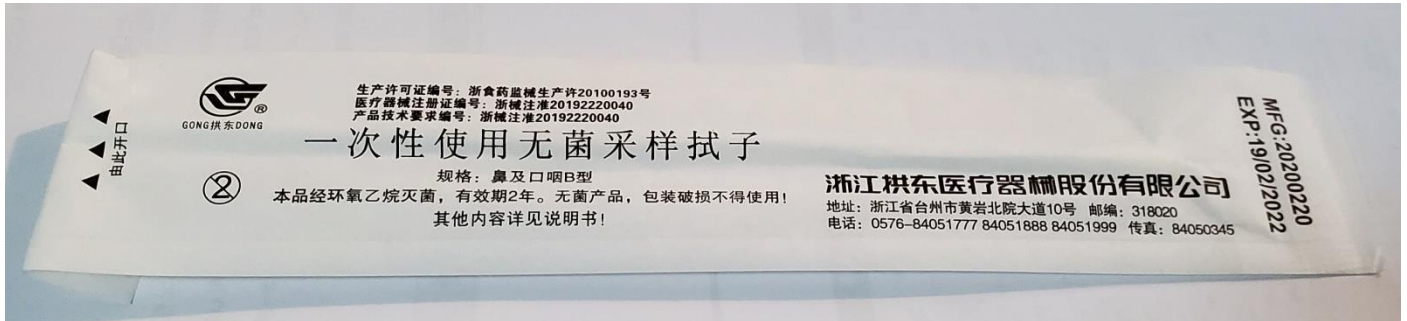 由此开口
GONG拱东DONG
®
生产许可证编号：浙食药监械生产许20100193号
医疗器械注册证编号：浙械注准20192220040
产品技术要求编号：浙械注准20192220040
一次性使用无菌采样拭子
规格：鼻及口咽B型
2
本品经环氧乙烷灭菌，有效期2年。无菌产品，包装破损不得使用！
其他内容详见说明书！
浙江拱东医疗器械股份有限公司
地址：浙江省台州市黄岩北院大道10号 邮编：318020
电话：0576-84051777 84051888 84051999 传真：84050345
MFG:20200220
EXP:19/02/2022